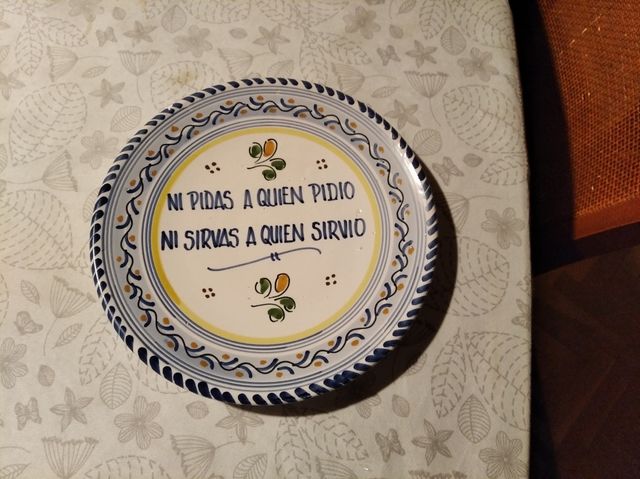 NI PIDAS A QUIEN PIDIO
NI SIRVAS A QUIEN SIRVIO